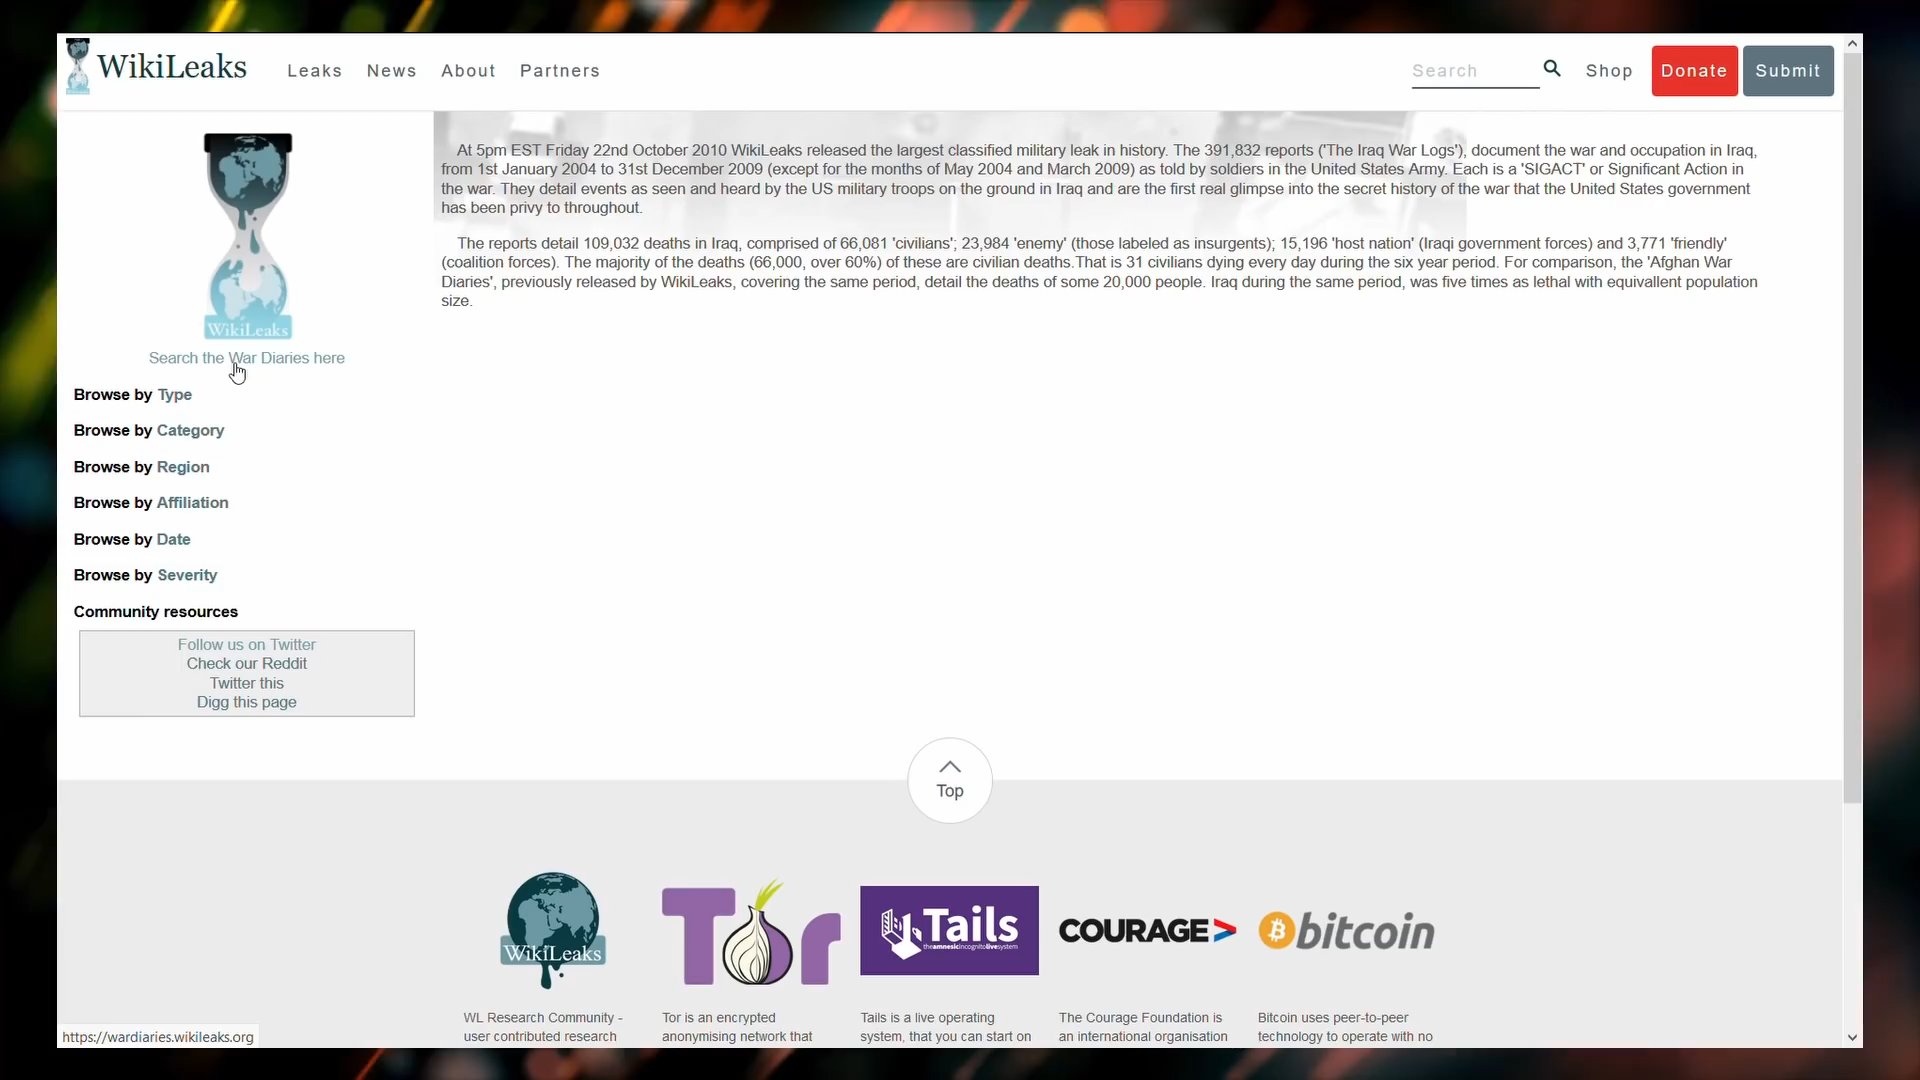 WikiLeaks
Leaks News About Partners
Search
Shop
Donate
Submit
WikiLeaks
Search the War Diaries here
Browse by Type
Browse by Category
Browse by Region
Browse by Affiliation
Browse by Date
Browse by Severity
Community resources
Follow us on Twitter
Check our Reddit
Twitter this
Digg this page
At 5pm EST Friday 22nd October 2010 WikiLeaks released the largest classified military leak in history. The 391,832 reports ('The Iraq War Logs'), document the war and occupation in Iraq,
from 1st January 2004 to 31st December 2009 (except for the months of May 2004 and March 2009) as told by soldiers in the United States Army. Each is a 'SIGACT' or Significant Action in
the war. They detail events as seen and heard by the US military troops on the ground in Iraq and are the first real glimpse into the secret history of the war that the United States government
has been privy to throughout.
The reports detail 109,032 deaths in Iraq, comprised of 66,081 'civilians'; 23,984 'enemy' (those labeled as insurgents); 15,196 'host nation' (Iraqi government forces) and 3,771 'friendly'
(coalition forces). The majority of the deaths (66,000, over 60%) of these are civilian deaths.That is 31 civilians dying every day during the six year period. For comparison, the 'Afghan War
Diaries', previously released by WikiLeaks, covering the same period, detail the deaths of some 20,000 people. Iraq during the same period, was five times as lethal with equivallent population
size.
Top
WikiLeaks
Tor
Tails
theamnesicincognitolivesystem
COURAGE
bitcoin
WL Research Community -
user contributed research
Tor is an encrypted
anonymising network that
Tails is a live operating
system, that you can start on
The Courage Foundation is
an international organisation
Bitcoin uses peer-to-peer
technology to operate with no
https://wardiaries.wikileaks.org